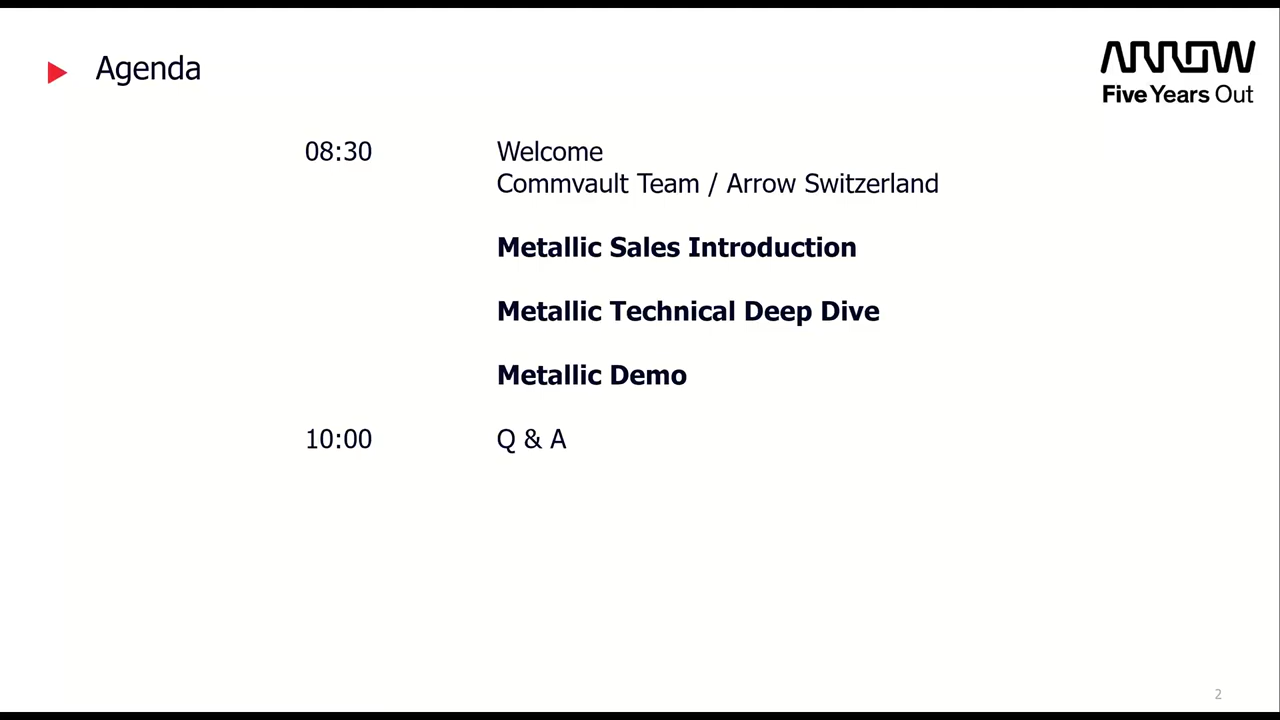 Agenda
ARROW
Five Years Out
08:30 Welcome
Commvault Team / Arrow Switzerland
Metallic Sales Introduction
Metallic Technical Deep Dive
Metallic Demo
10:00 Q & A
2